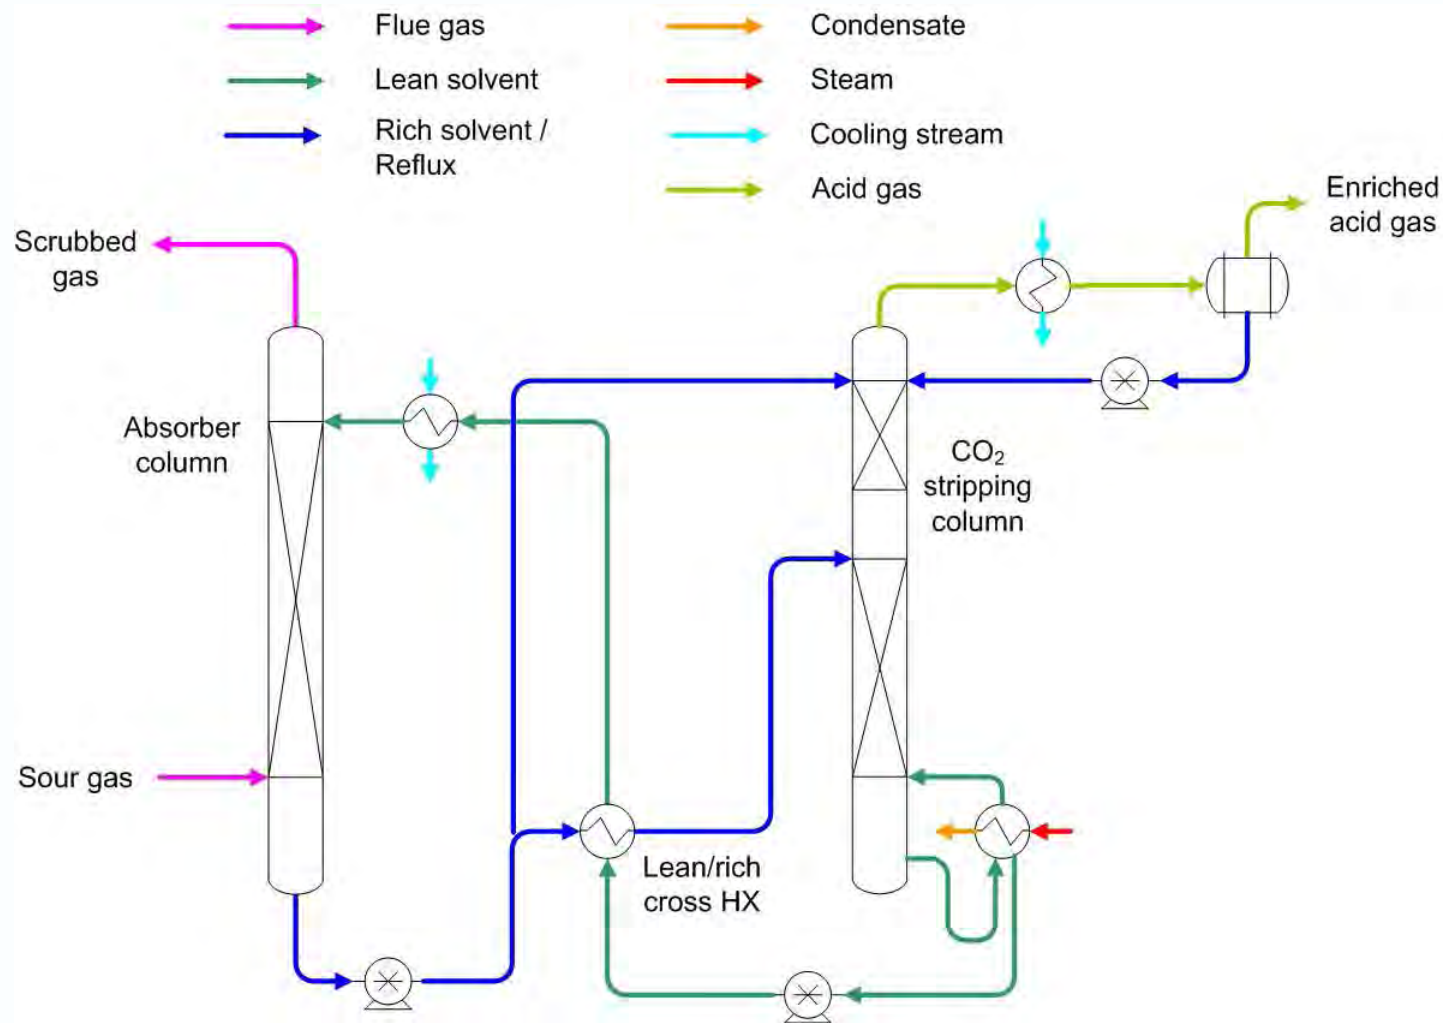 Flue gas
Lean solvent
Rich solvent /
Reflux
Condensate
Steam
Cooling stream
Acid gas
Enriched
acid gas
Scrubbed
gas
Absorber
column
CO₂
stripping
column
Sour gas
Lean/rich
cross HX